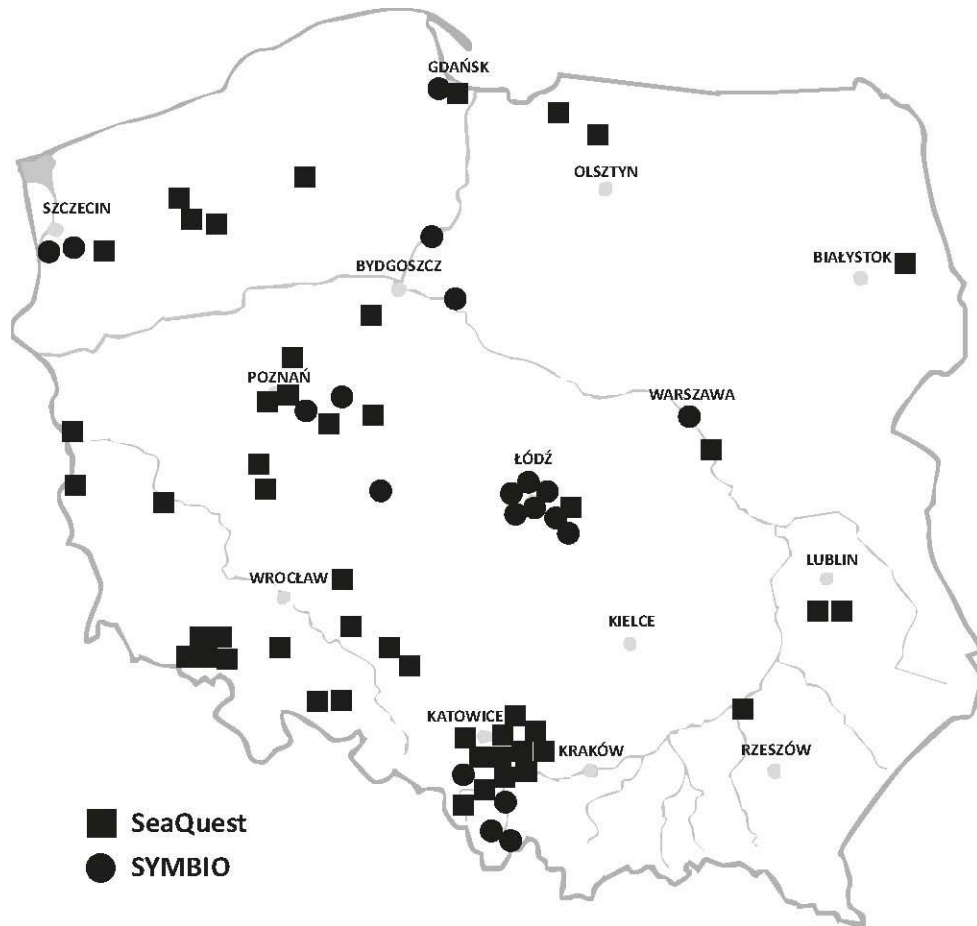 GDAŃSK
OLSZTYN
SZCZECIN
BIAŁYSTOK
BYDGOSZCZ
POZNAŃ
WARSZAWA
ŁÓDŹ
LUBLIN
WROCŁAW
KIELCE
KATOWICE
KRAKÓW
RZESZÓW
SeaQuest
SYMBIO